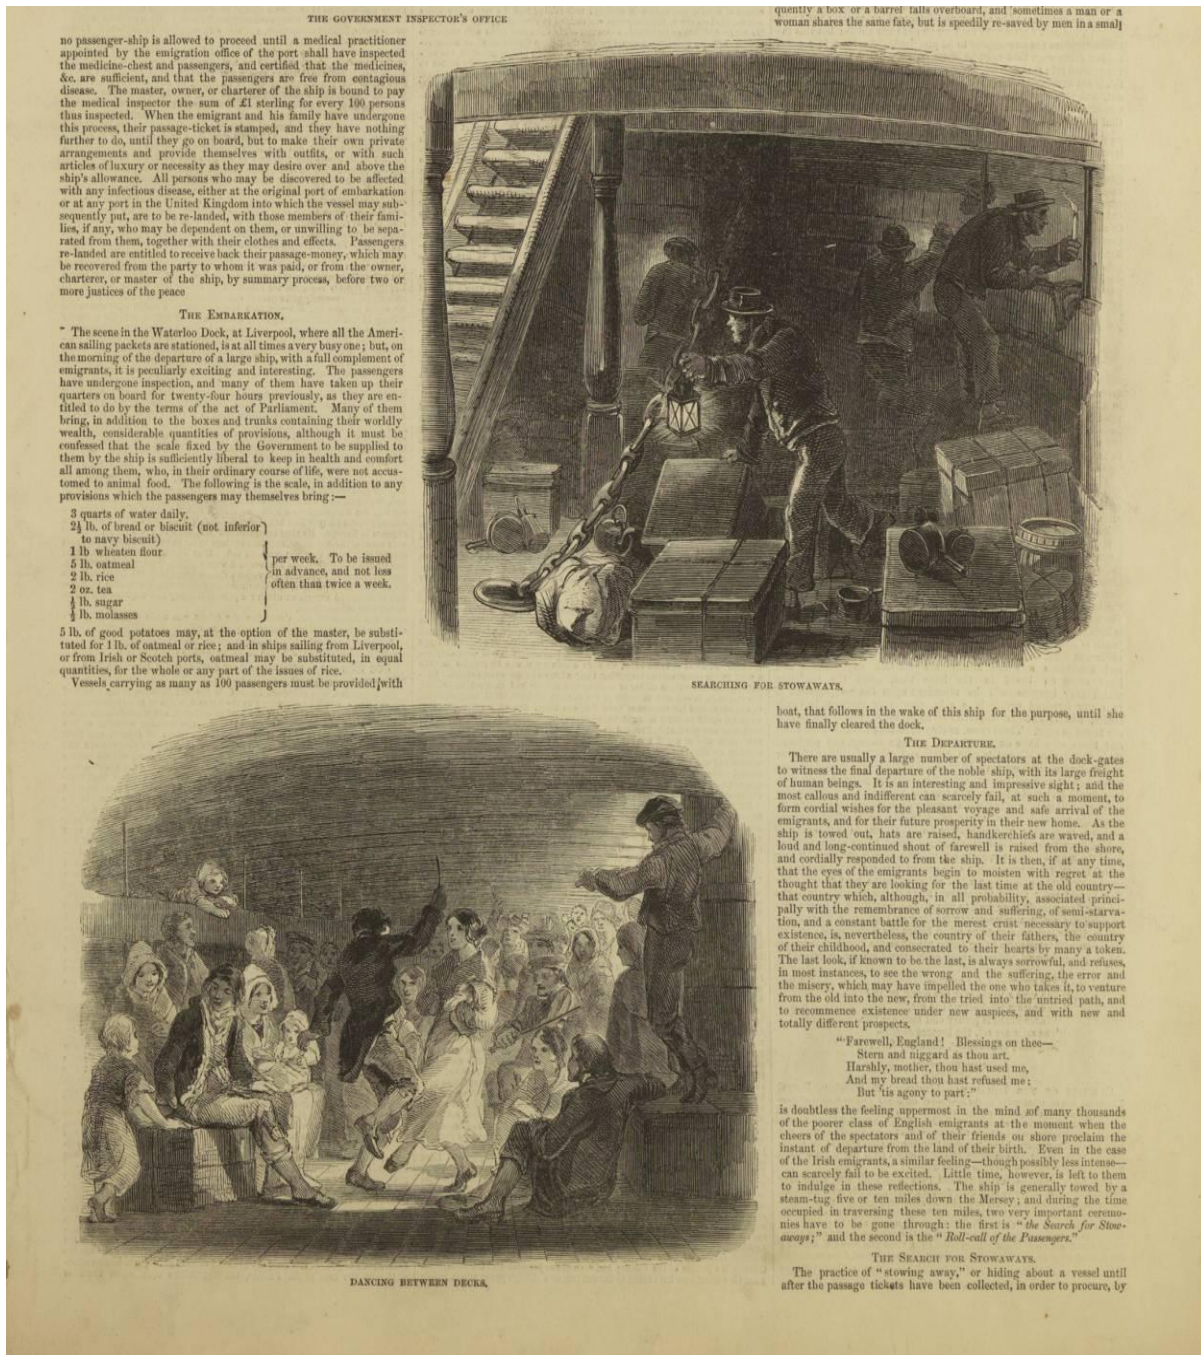 THE GOVERNMENT INSPECTOR'S OFFICE
no passenger-ship is allowed to proceed until a medical practitioner
appointed by the emigration office of the port shall have inspected
the medicine-chest and passengers, and certified that the medicines,
&c. are sufficient, and that the passengers are free from contagious
disease. The master, owner, or charterer of the ship is bound to pay
the medical inspector the sum of £1 sterling for every 100 persons
thus inspected. When the emigrant and his family have undergone
this process, their passage-ticket is stamped, and they have nothing
further to do, until they go on board, but to make their own private
arrangements and provide themselves with outfits, or with such
articles of luxury or necessity as they may desire over and above the
ship's allowance. All persons who may be discovered to be affected
with any infectious disease, either at the original port of embarkation
or at any port in the United Kingdom into which the vessel may sub-
sequently put, are to be re-landed, with those members of their fami-
lies, if any, who may be dependent on them, or unwilling to be sepa-
rated from them, together with their clothes and effects. Passengers
re-landed are entitled to receive back their passage-money, which may
be recovered from the party to whom it was paid, or from the owner,
charterer, or master of the ship, by summary process, before two or
more justices of the peace
THE EMBARKATION.
The scene in the Waterloo Dock, at Liverpool, where all the Ameri-
can sailing packets are stationed, is at all times a very busy one; but, on
the morning of the departure of a large ship, with a full complement of
emigrants, it is peculiarly exciting and interesting. The passengers
have undergone inspection, and many of them have taken up their
quarters on board for twenty-four hours previously, as they are en-
titled to do by the terms of the act of Parliament. Many of them
bring, in addition to the boxes and trunks containing their worldly
wealth, considerable quantities of provisions, although it must be
confessed that the scale fixed by the Government to be supplied to
them by the ship is sufficiently liberal to keep in health and comfort
all among them, who, in their ordinary course of life, were not accus-
tomed to animal food. The following is the scale, in addition to any
provisions which the passengers may themselves bring:—
3 quarts of water daily.
2½ lb. of bread or biscuit (not inferior
to navy biscuit)
1 lb wheaten flour
5 lb. oatmeal
2 lb. rice
2 oz. tea
½ lb. sugar
½ lb. molasses
per week. To be issued
in advance, and not less
often than twice a week.
5 lb. of good potatoes may, at the option of the master, be substi-
tuted for 1 lb. of oatmeal or rice; and in ships sailing from Liverpool,
or from Irish or Scotch ports, oatmeal may be substituted, in equal
quantities, for the whole or any part of the issues of rice.
Vessels carrying as many as 100 passengers must be provided with
quently a box or a barrel falls overboard, and sometimes a man or a
woman shares the same fate, but is speedily re-saved by men in a small
SEARCHING FOR STOWAWAYS.
DANCING BETWEEN DECKS.
boat, that follows in the wake of this ship for the purpose, until she
have finally cleared the dock.
THE DEPARTURE.
There are usually a large number of spectators at the dock-gates
to witness the final departure of the noble ship, with its large freight
of human beings. It is an interesting and impressive sight; and the
most callous and indifferent can scarcely fail, at such a moment, to
form cordial wishes for the pleasant voyage and safe arrival of the
emigrants, and for their future prosperity in their new home. As the
ship is towed out, hats are raised, handkerchiefs are waved, and a
loud and long-continued shout of farewell is raised from the shore,
and cordially responded to from the ship. It is then, if at any time,
that the eyes of the emigrants begin to moisten with regret at the
thought that they are looking for the last time at the old country—
that country which, although, in all probability, associated princi-
pally with the remembrance of sorrow and suffering, of semi-starva-
tion, and a constant battle for the merest crust necessary to support
existence, is, nevertheless, the country of their fathers, the country
of their childhood, and consecrated to their hearts by many a token.
The last look, if known to be the last, is always sorrowful, and refuses,
in most instances, to see the wrong and the suffering, the error and
the misery, which may have impelled the one who takes it, to venture
from the old into the new, from the tried into the untried path, and
to recommence existence under new auspices, and with new and
totally different prospects.
"Farewell, England! Blessings on thee—
Stern and niggard as thou art.
Harshly, mother, thou hast used me,
And my bread thou hast refused me:
But 'tis agony to part:"
is doubtless the feeling uppermost in the mind of many thousands
of the poorer class of English emigrants at the moment when the
cheers of the spectators and of their friends on shore proclaim the
instant of departure from the land of their birth. Even in the case
of the Irish emigrants, a similar feeling—though possibly less intense—
can scarcely fail to be excited. Little time, however, is left to them
to indulge in these reflections. The ship is generally towed by a
steam-tug five or ten miles down the Mersey; and during the time
occupied in traversing these ten miles, two very important ceremo-
nies have to be gone through: the first is "the Search for Stow-
aways;" and the second is the "Roll-call of the Passengers."
THE SEARCH FOR STOWAWAYS.
The practice of "stowing away," or hiding about a vessel until
after the passage tickets have been collected, in order to procure, by